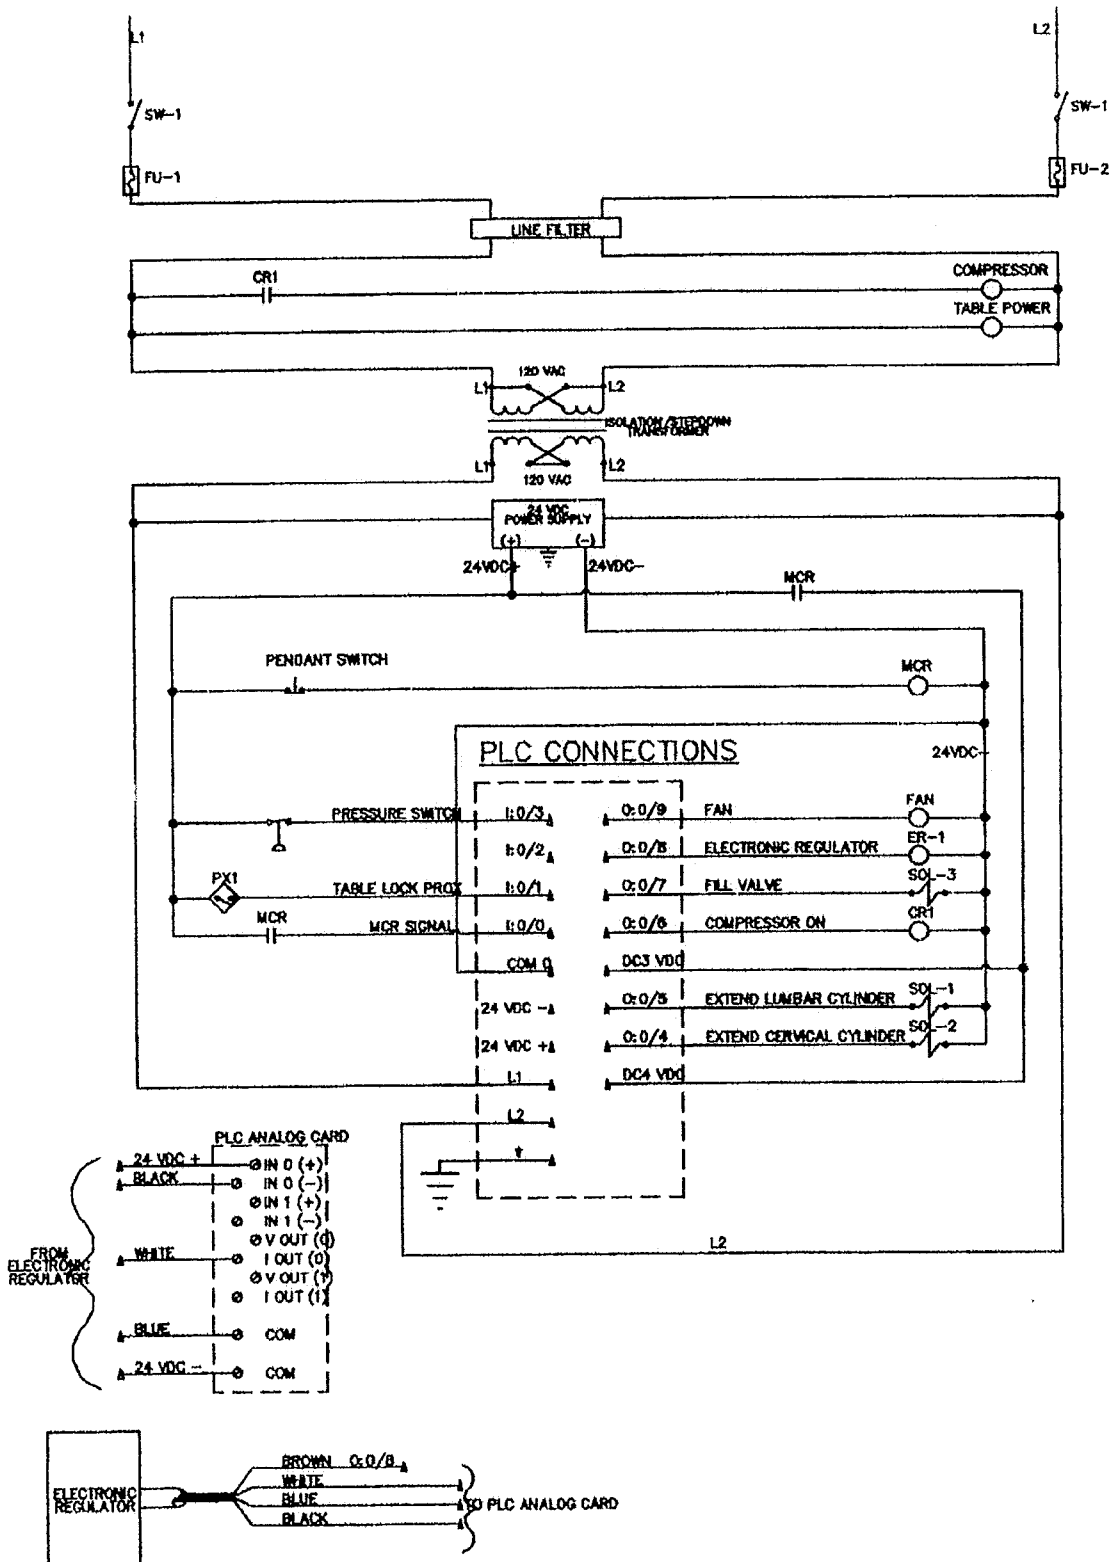 L1
L2
SW-1
SW-1
FU-1
FU-2
LINE FILTER
CR1
COMPRESSOR
TABLE POWER
120 VAC
L1
L2
ISOLATION/STEPDOWN
TRANSFORMER
L1
L2
120 VAC
24 VDC
POWER SUPPLY
(+)
(-)
24VDC+
24VDC-
MCR
PENDANT SWITCH
MCR
PLC CONNECTIONS
24VDC-
PRESSURE SWITCH
I:0/3
O:0/9
FAN
FAN
I:0/2
O:0/8
ELECTRONIC REGULATOR
ER-1
PX1
TABLE LOCK PROX
I:0/1
O:0/7
FILL VALVE
SOL-3
MCR
MCR SIGNAL
I:0/0
O:0/6
COMPRESSOR ON
CR1
COM 0
DC3 VDC
24 VDC -
O:0/5
EXTEND LUMBAR CYLINDER
SOL-1
24 VDC +
O:0/4
EXTEND CERVICAL CYLINDER
SOL-2
L1
DC4 VDC
L2
L2
PLC ANALOG CARD
24 VDC +
IN 0 (+)
BLACK
IN 0 (-)
IN 1 (+)
IN 1 (-)
V OUT (0)
WHITE
I OUT (0)
V OUT (1)
I OUT (1)
FROM
ELECTRONIC
REGULATOR
BLUE
COM
24 VDC -
COM
ELECTRONIC
REGULATOR
BROWN O:0/8
WHITE
BLUE
BLACK
TO PLC ANALOG CARD